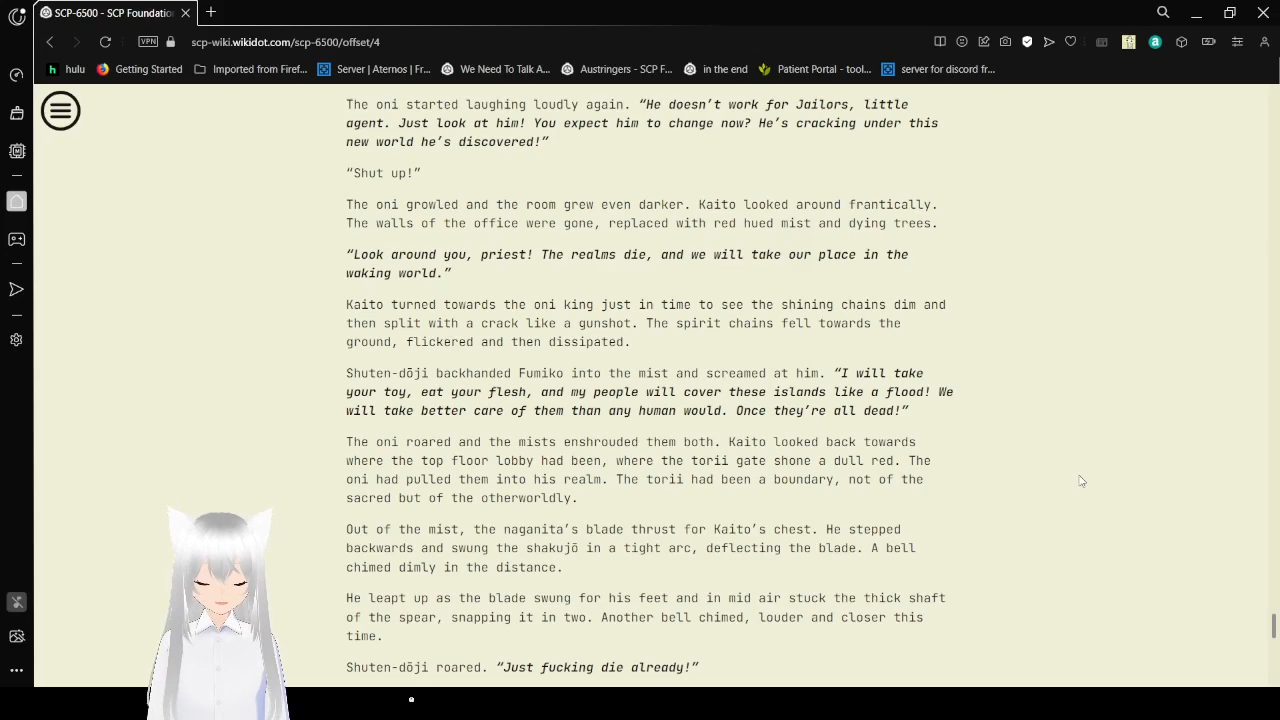 SCP-6500 - SCP Foundatio
VPN
scp-wiki.wikidot.com/scp-6500/offset/4
hulu
Getting Started
Imported from Firef...
Server | Aternos | Fr...
We Need To Talk A...
Austringers - SCP F...
in the end
Patient Portal - tool...
server for discord fr...
The oni started laughing loudly again. “He doesn’t work for Jailors, little
agent. Just look at him! You expect him to change now? He’s cracking under this
new world he’s discovered!”
“Shut up!”
The oni growled and the room grew even darker. Kaito looked around frantically.
The walls of the office were gone, replaced with red hued mist and dying trees.
“Look around you, priest! The realms die, and we will take our place in the
waking world.”
Kaito turned towards the oni king just in time to see the shining chains dim and
then split with a crack like a gunshot. The spirit chains fell towards the
ground, flickered and then dissipated.
Shuten-dōji backhanded Fumiko into the mist and screamed at him. “I will take
your toy, eat your flesh, and my people will cover these islands like a flood! We
will take better care of them than any human would. Once they’re all dead!”
The oni roared and the mists enshrouded them both. Kaito looked back towards
where the top floor lobby had been, where the torii gate shone a dull red. The
oni had pulled them into his realm. The torii had been a boundary, not of the
sacred but of the otherworldly.
Out of the mist, the naganita’s blade thrust for Kaito’s chest. He stepped
backwards and swung the shakujō in a tight arc, deflecting the blade. A bell
chimed dimly in the distance.
He leapt up as the blade swung for his feet and in mid air stuck the thick shaft
of the spear, snapping it in two. Another bell chimed, louder and closer this
time.
Shuten-dōji roared. “Just fucking die already!”